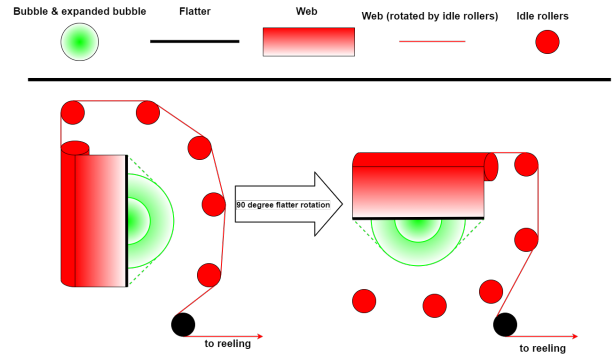 Bubble & expanded bubble
Flatter
Web
Web (rotated by idle rollers)
Idle rollers
90 degree flatter rotation
to reeling
to reeling